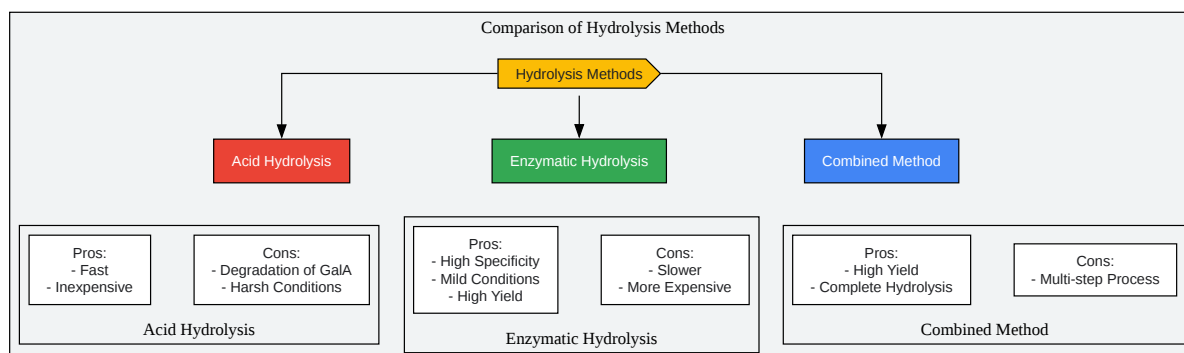 Comparison of Hydrolysis Methods
Hydrolysis Methods
Acid Hydrolysis
Enzymatic Hydrolysis
Combined Method
Pros:
- Fast
- Inexpensive
Cons:
- Degradation of GalA
- Harsh Conditions
Acid Hydrolysis
Pros:
- High Specificity
- Mild Conditions
- High Yield
Cons:
- Slower
- More Expensive
Enzymatic Hydrolysis
Pros:
- High Yield
- Complete Hydrolysis
Cons:
- Multi-step Process
Combined Method